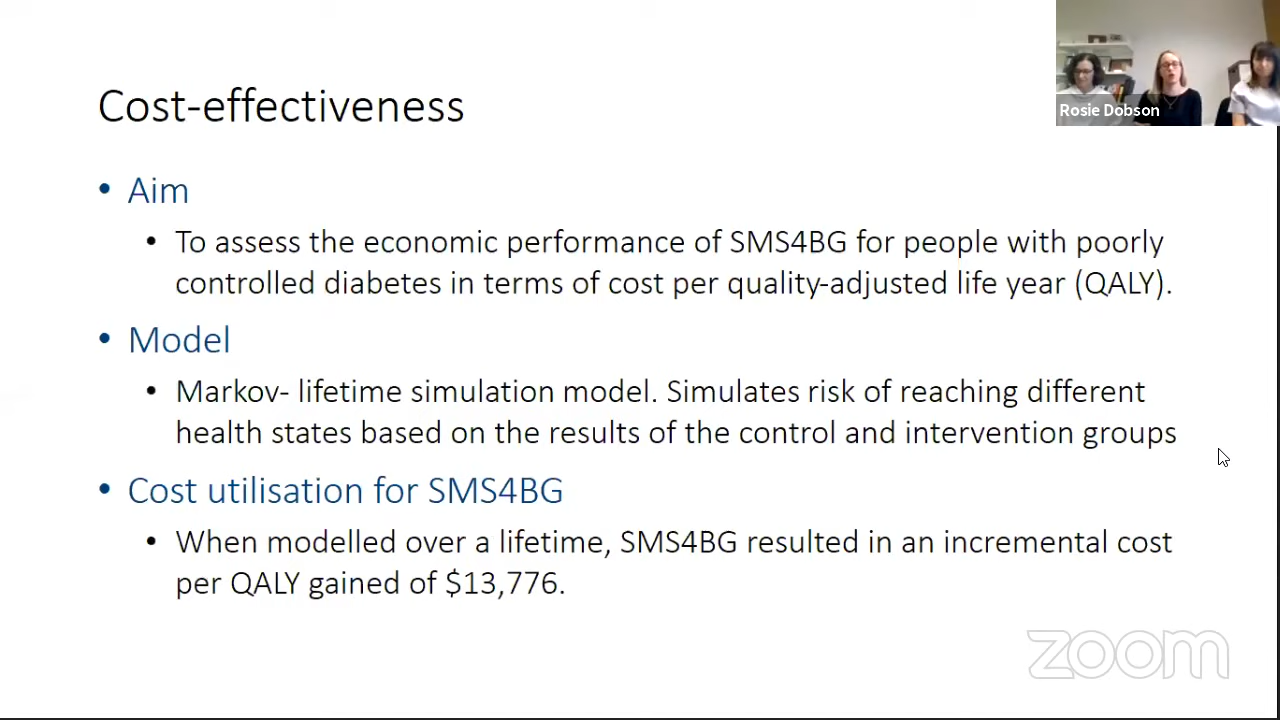 Rosie Dobson
Cost-effectiveness
• Aim
• To assess the economic performance of SMS4BG for people with poorly
controlled diabetes in terms of cost per quality-adjusted life year (QALY).
• Model
• Markov- lifetime simulation model. Simulates risk of reaching different
health states based on the results of the control and intervention groups
• Cost utilisation for SMS4BG
• When modelled over a lifetime, SMS4BG resulted in an incremental cost
per QALY gained of $13,776.
zoom